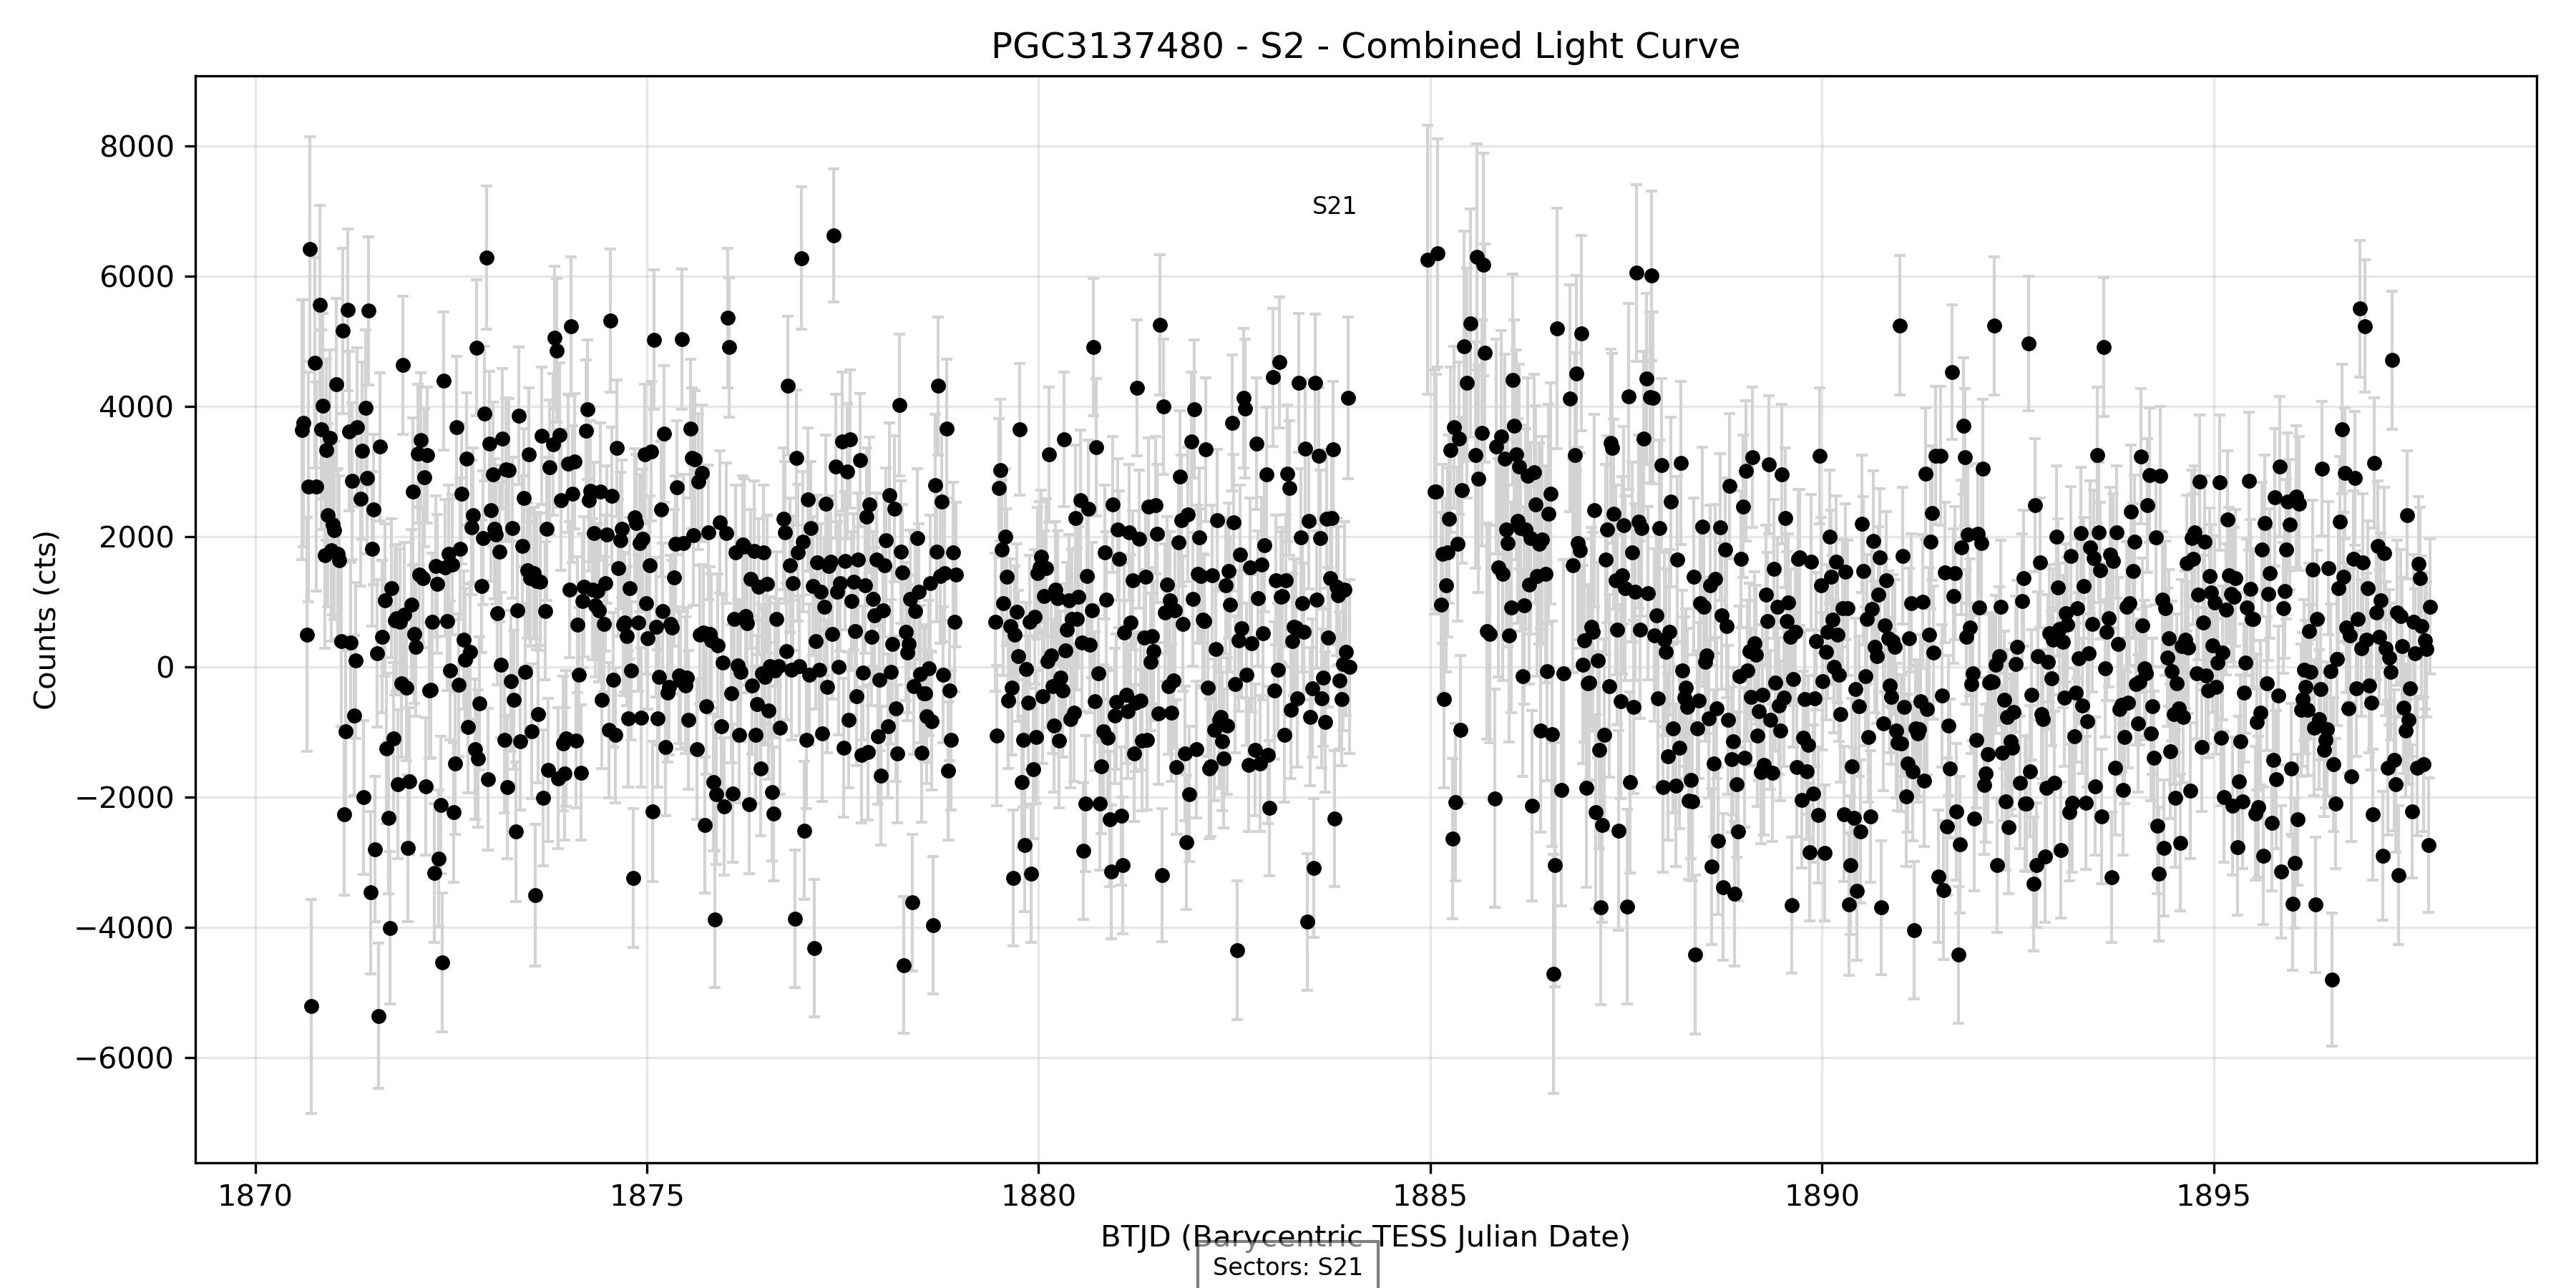 PGC3137480 - S2 - Combined Light Curve
Counts (cts)
8000
6000
4000
2000
0
−2000
−4000
−6000
S21
1870
1875
1880
1885
1890
1895
BTJD (Barycentric TESS Julian Date)
Sectors: S21